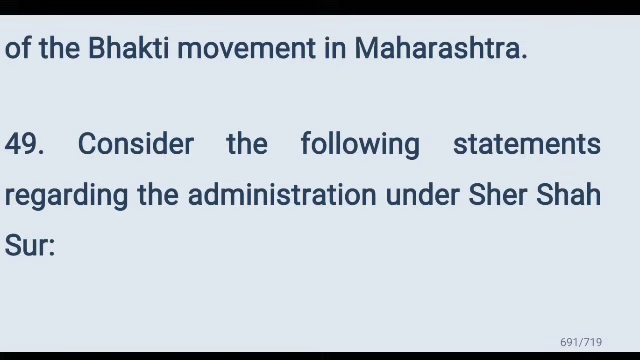 of the Bhakti movement in Maharashtra.
49. Consider the following statements
regarding the administration under Sher Shah
Sur:
691/719